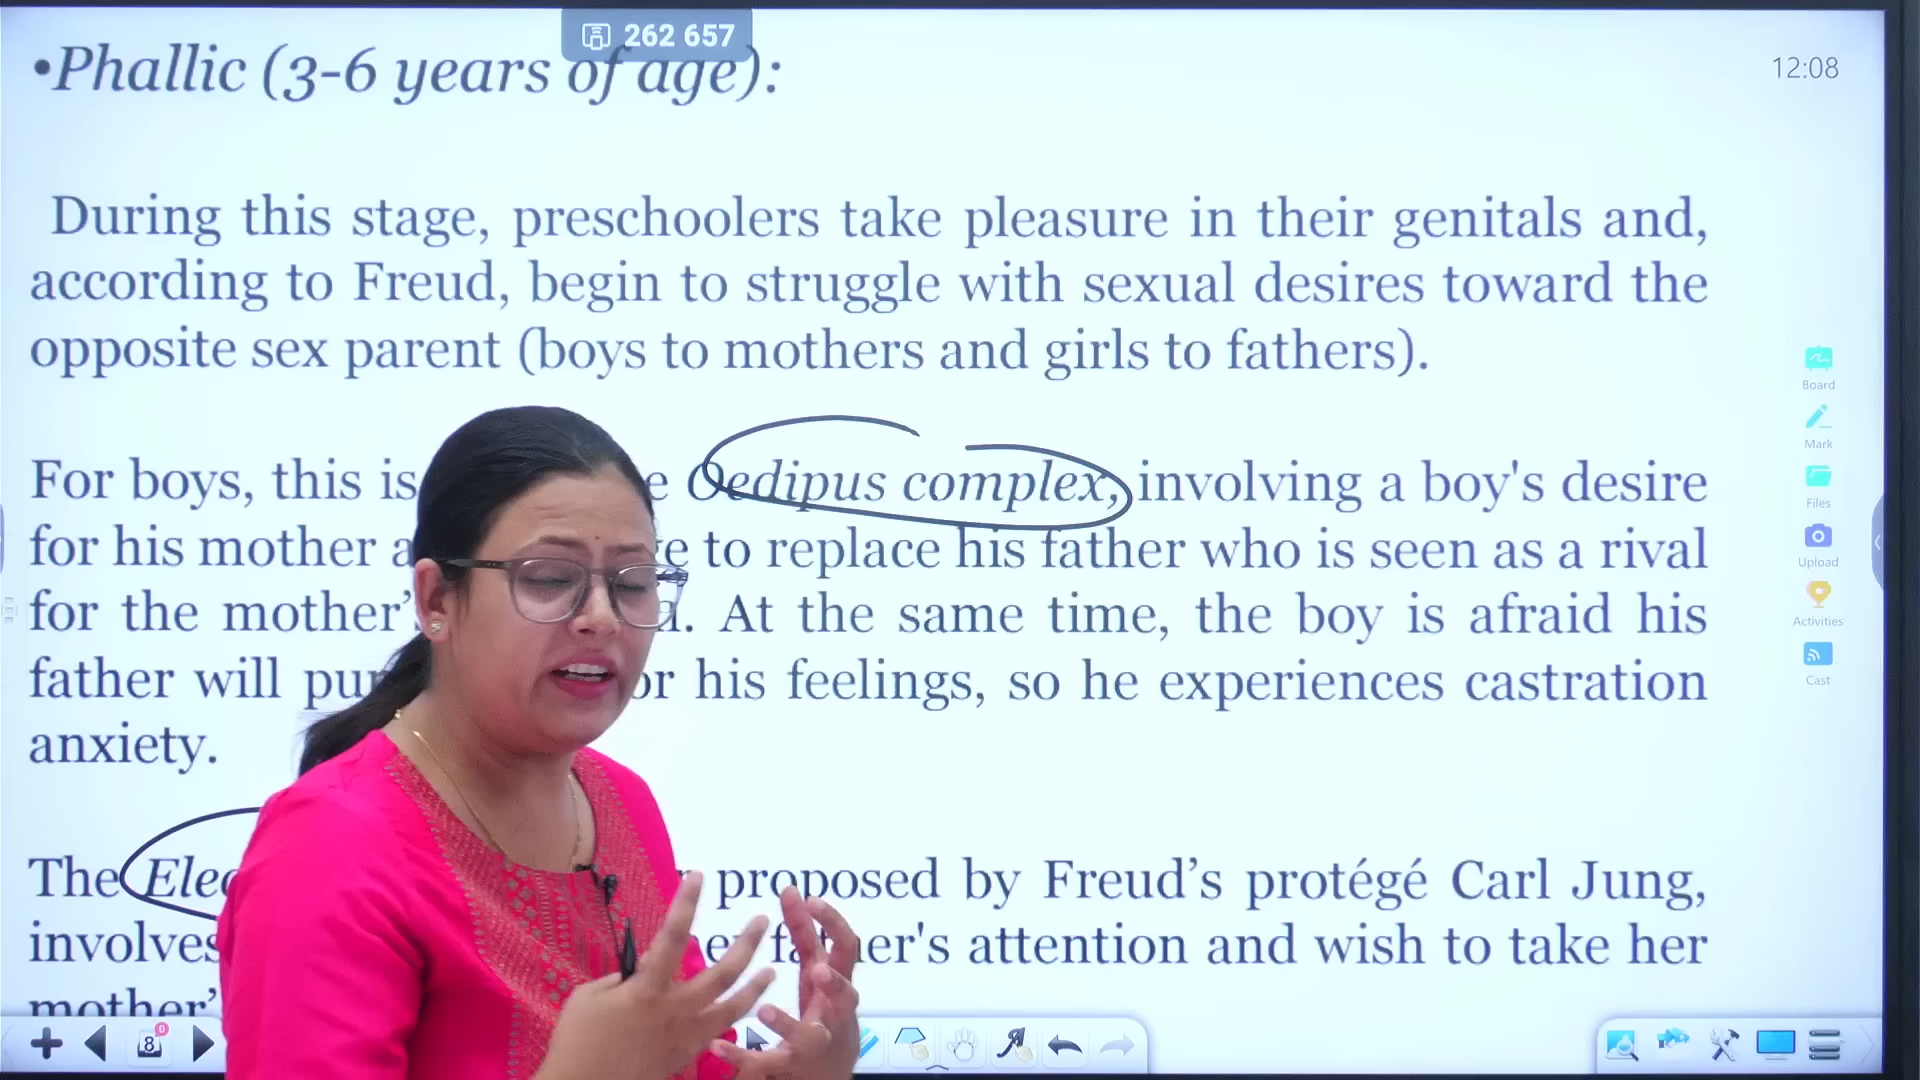 262 657
•Phallic (3-6 years of age):
12:08
During this stage, preschoolers take pleasure in their genitals and,
according to Freud, begin to struggle with sexual desires toward the
opposite sex parent (boys to mothers and girls to fathers).
For boys, this is Oedipus complex, involving a boy's desire
for his mother to replace his father who is seen as a rival
for the mother’ At the same time, the boy is afraid his
father will his feelings, so he experiences castration
anxiety.
The proposed by Freud’s protégé Carl Jung,
involves father's attention and wish to take her
mother’
Board
Mark
Files
Upload
Activities
Cast
8
0